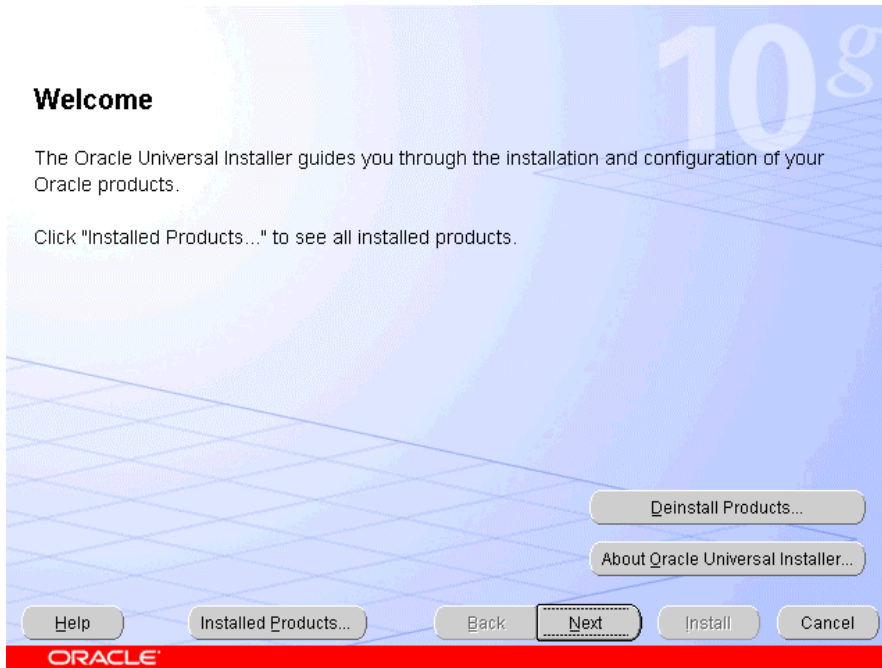 10g
Welcome
The Oracle Universal Installer guides you through the installation and configuration of your
Oracle products.
Click "Installed Products..." to see all installed products.
Deinstall Products...
About Oracle Universal Installer...
Help Installed Products... Back Next Install Cancel
ORACLE